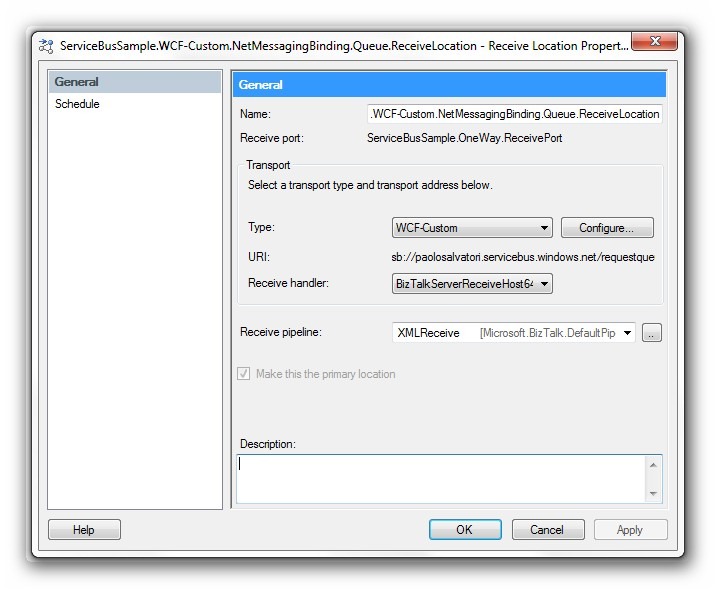 ServiceBusSample.WCF-Custom.NetMessagingBinding.Queue.ReceiveLocation - Receive Location Propert...
General
Schedule
General
Name:
.WCF-Custom.NetMessagingBinding.Queue.ReceiveLocation
Receive port:
ServiceBusSample.OneWay.ReceivePort
Transport
Select a transport type and transport address below.
Type:
WCF-Custom
Configure...
URI:
sb://paolosalvatori.servicebus.windows.net/requestque
Receive handler:
BizTalkServerReceiveHost64
Receive pipeline:
XMLReceive [Microsoft.BizTalk.DefaultPip
...
Make this the primary location
Description:
Help
OK
Cancel
Apply